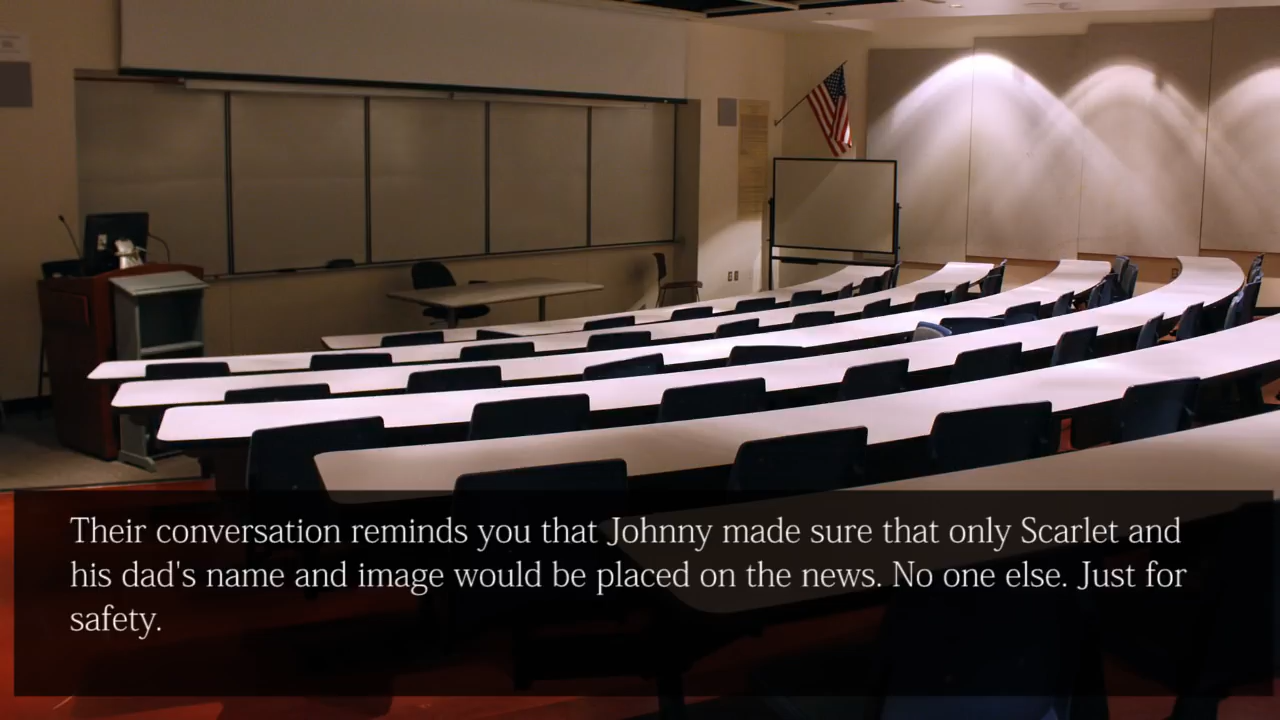 Their conversation reminds you that Johnny made sure that only Scarlet and
his dad's name and image would be placed on the news. No one else. Just for
safety.